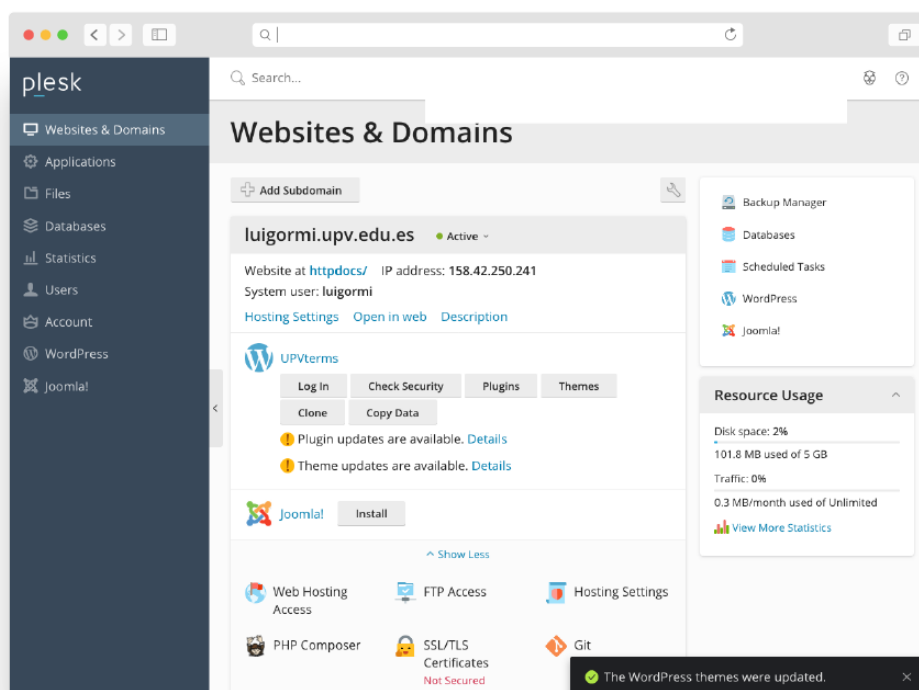 plesk
Search...
Websites & Domains
Websites & Domains
Applications
Files
Databases
Statistics
Users
Account
WordPress
Joomla!
Add Subdomain
luigormi.upv.edu.es Active
Website at httpdocs/ IP address: 158.42.250.241
System user: luigormi
Hosting Settings Open in web Description
UPVterms
Log In Check Security Plugins Themes
Clone Copy Data
Plugin updates are available. Details
Theme updates are available. Details
Joomla! Install
Show Less
Web Hosting
Access
FTP Access
Hosting Settings
PHP Composer
SSL/TLS
Certificates
Not Secured
Git
Backup Manager
Databases
Scheduled Tasks
WordPress
Joomla!
Resource Usage
Disk space: 2%
101.8 MB used of 5 GB
Traffic: 0%
0.3 MB/month used of Unlimited
View More Statistics
The WordPress themes were updated.